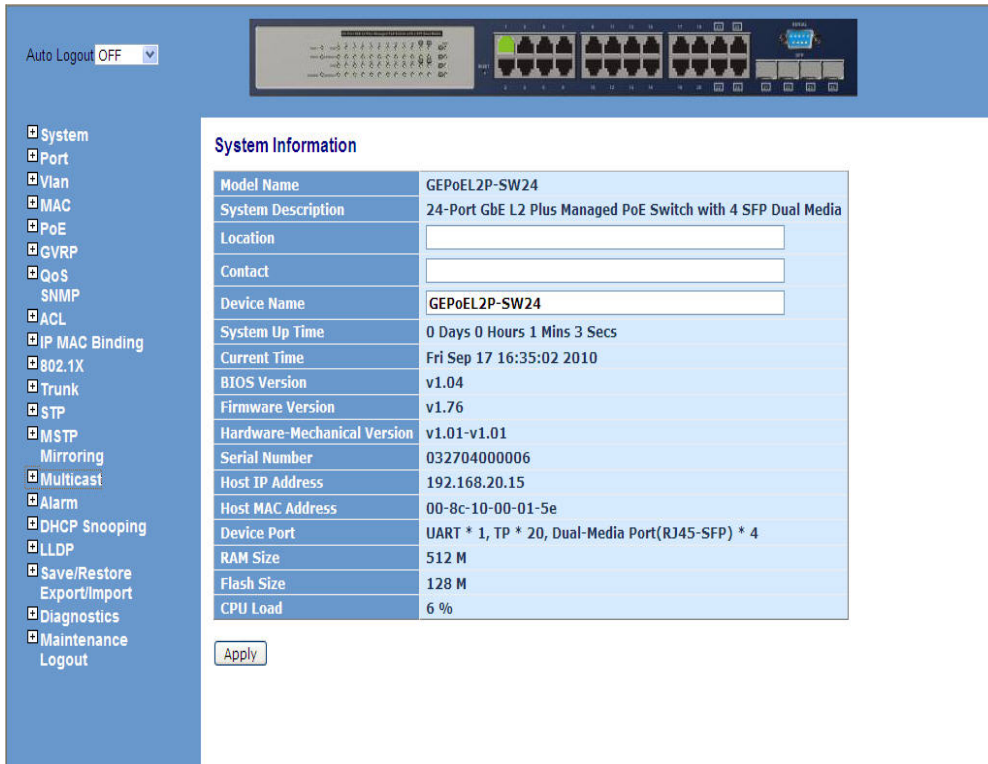 Auto Logout OFF
System
Port
Vlan
MAC
PoE
GVRP
QoS
SNMP
ACL
IP MAC Binding
802.1X
Trunk
STP
MSTP
Mirroring
Multicast
Alarm
DHCP Snooping
LLDP
Save/Restore
Export/Import
Diagnostics
Maintenance
Logout
System Information
Model Name GEPoEL2P-SW24
System Description 24-Port GbE L2 Plus Managed PoE Switch with 4 SFP Dual Media
Location
Contact
Device Name GEPoEL2P-SW24
System Up Time 0 Days 0 Hours 1 Mins 3 Secs
Current Time Fri Sep 17 16:35:02 2010
BIOS Version v1.04
Firmware Version v1.76
Hardware-Mechanical Version v1.01-v1.01
Serial Number 032704000006
Host IP Address 192.168.20.15
Host MAC Address 00-8c-10-00-01-5e
Device Port UART * 1, TP * 20, Dual-Media Port(RJ45-SFP) * 4
RAM Size 512 M
Flash Size 128 M
CPU Load 6 %
Apply